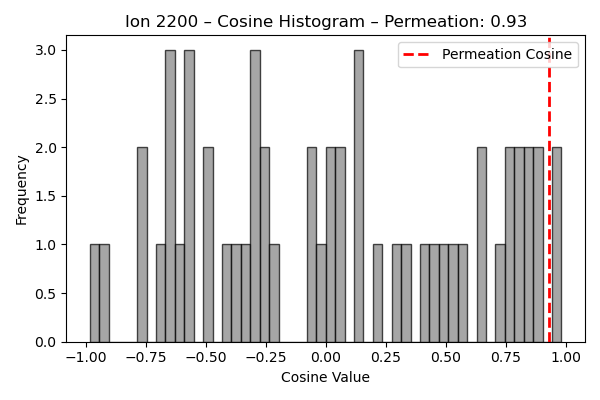 Ion 2200 – Cosine Histogram – Permeation: 0.93
Permeation Cosine
Frequency
3.0
2.5
2.0
1.5
1.0
0.5
0.0
−1.00 −0.75 −0.50 −0.25 0.00 0.25 0.50 0.75 1.00
Cosine Value